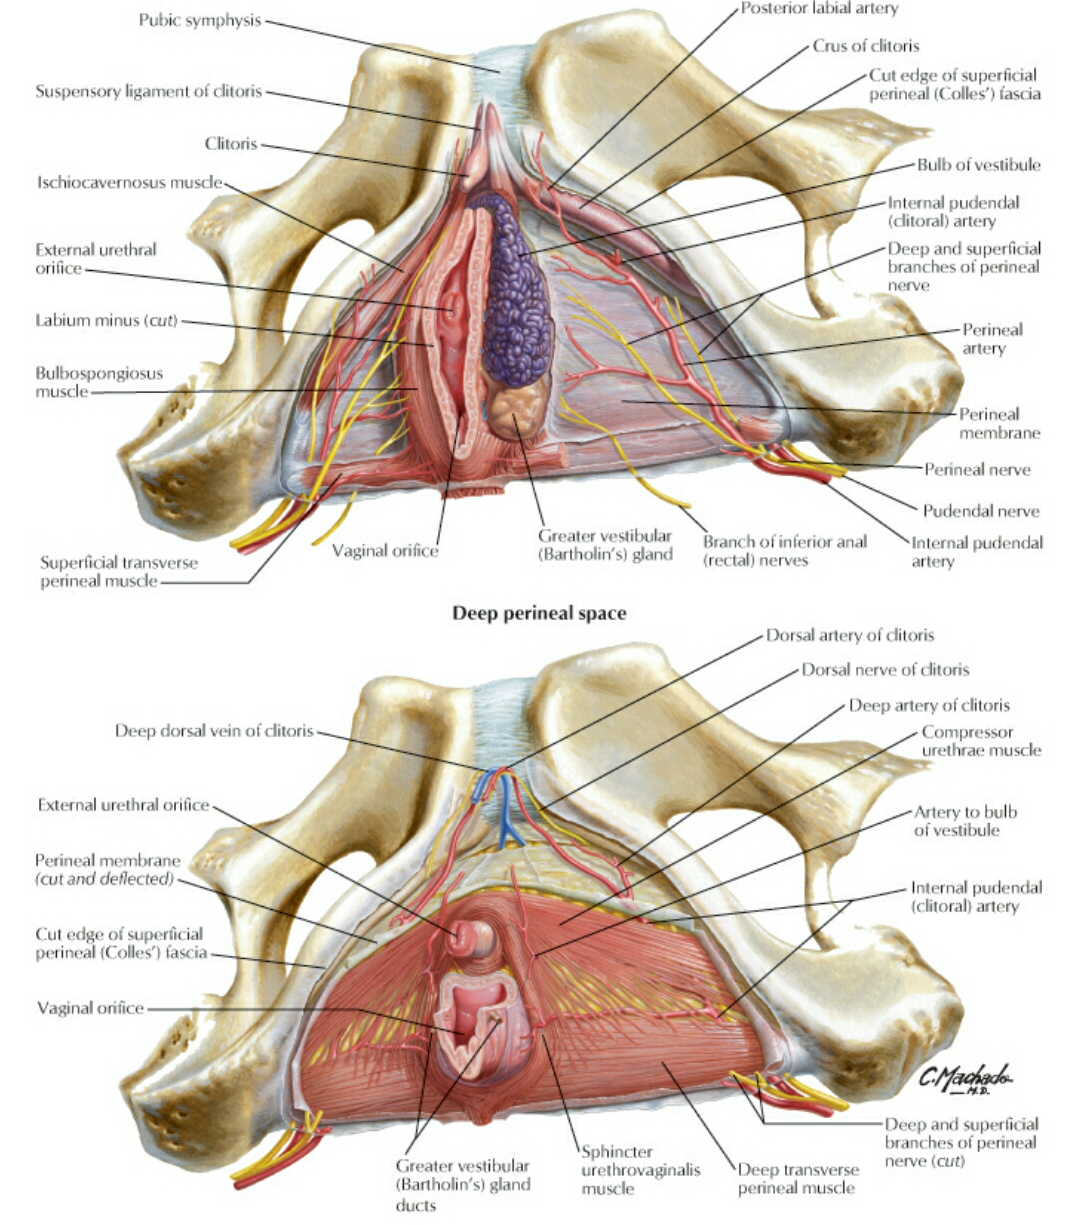 Pubic symphysis
Suspensory ligament of clitoris
Clitoris
Ischiocavernosus muscle
External urethral
orifice
Labium minus (cut)
Bulbospongiosus
muscle
Superficial transverse
perineal muscle
Vaginal orifice
Greater vestibular
(Bartholin's) gland
Posterior labial artery
Crus of clitoris
Cut edge of superficial
perineal (Colles') fascia
Bulb of vestibule
Internal pudendal
(clitoral) artery
Deep and superficial
branches of perineal
nerve
Perineal
artery
Perineal
membrane
Perineal nerve
Pudendal nerve
Internal pudendal
artery
Branch of inferior anal
(rectal) nerves
Deep perineal space
Deep dorsal vein of clitoris
External urethral orifice
Perineal membrane
(cut and deflected)
Cut edge of superficial
perineal (Colles') fascia
Vaginal orifice
Greater vestibular
(Bartholin's) gland
ducts
Sphincter
urethrovaginalis
muscle
Deep transverse
perineal muscle
Dorsal artery of clitoris
Dorsal nerve of clitoris
Deep artery of clitoris
Compressor
urethrae muscle
Artery to bulb
of vestibule
Internal pudendal
(clitoral) artery
C.Machado
M.D.
Deep and superficial
branches of perineal
nerve (cut)